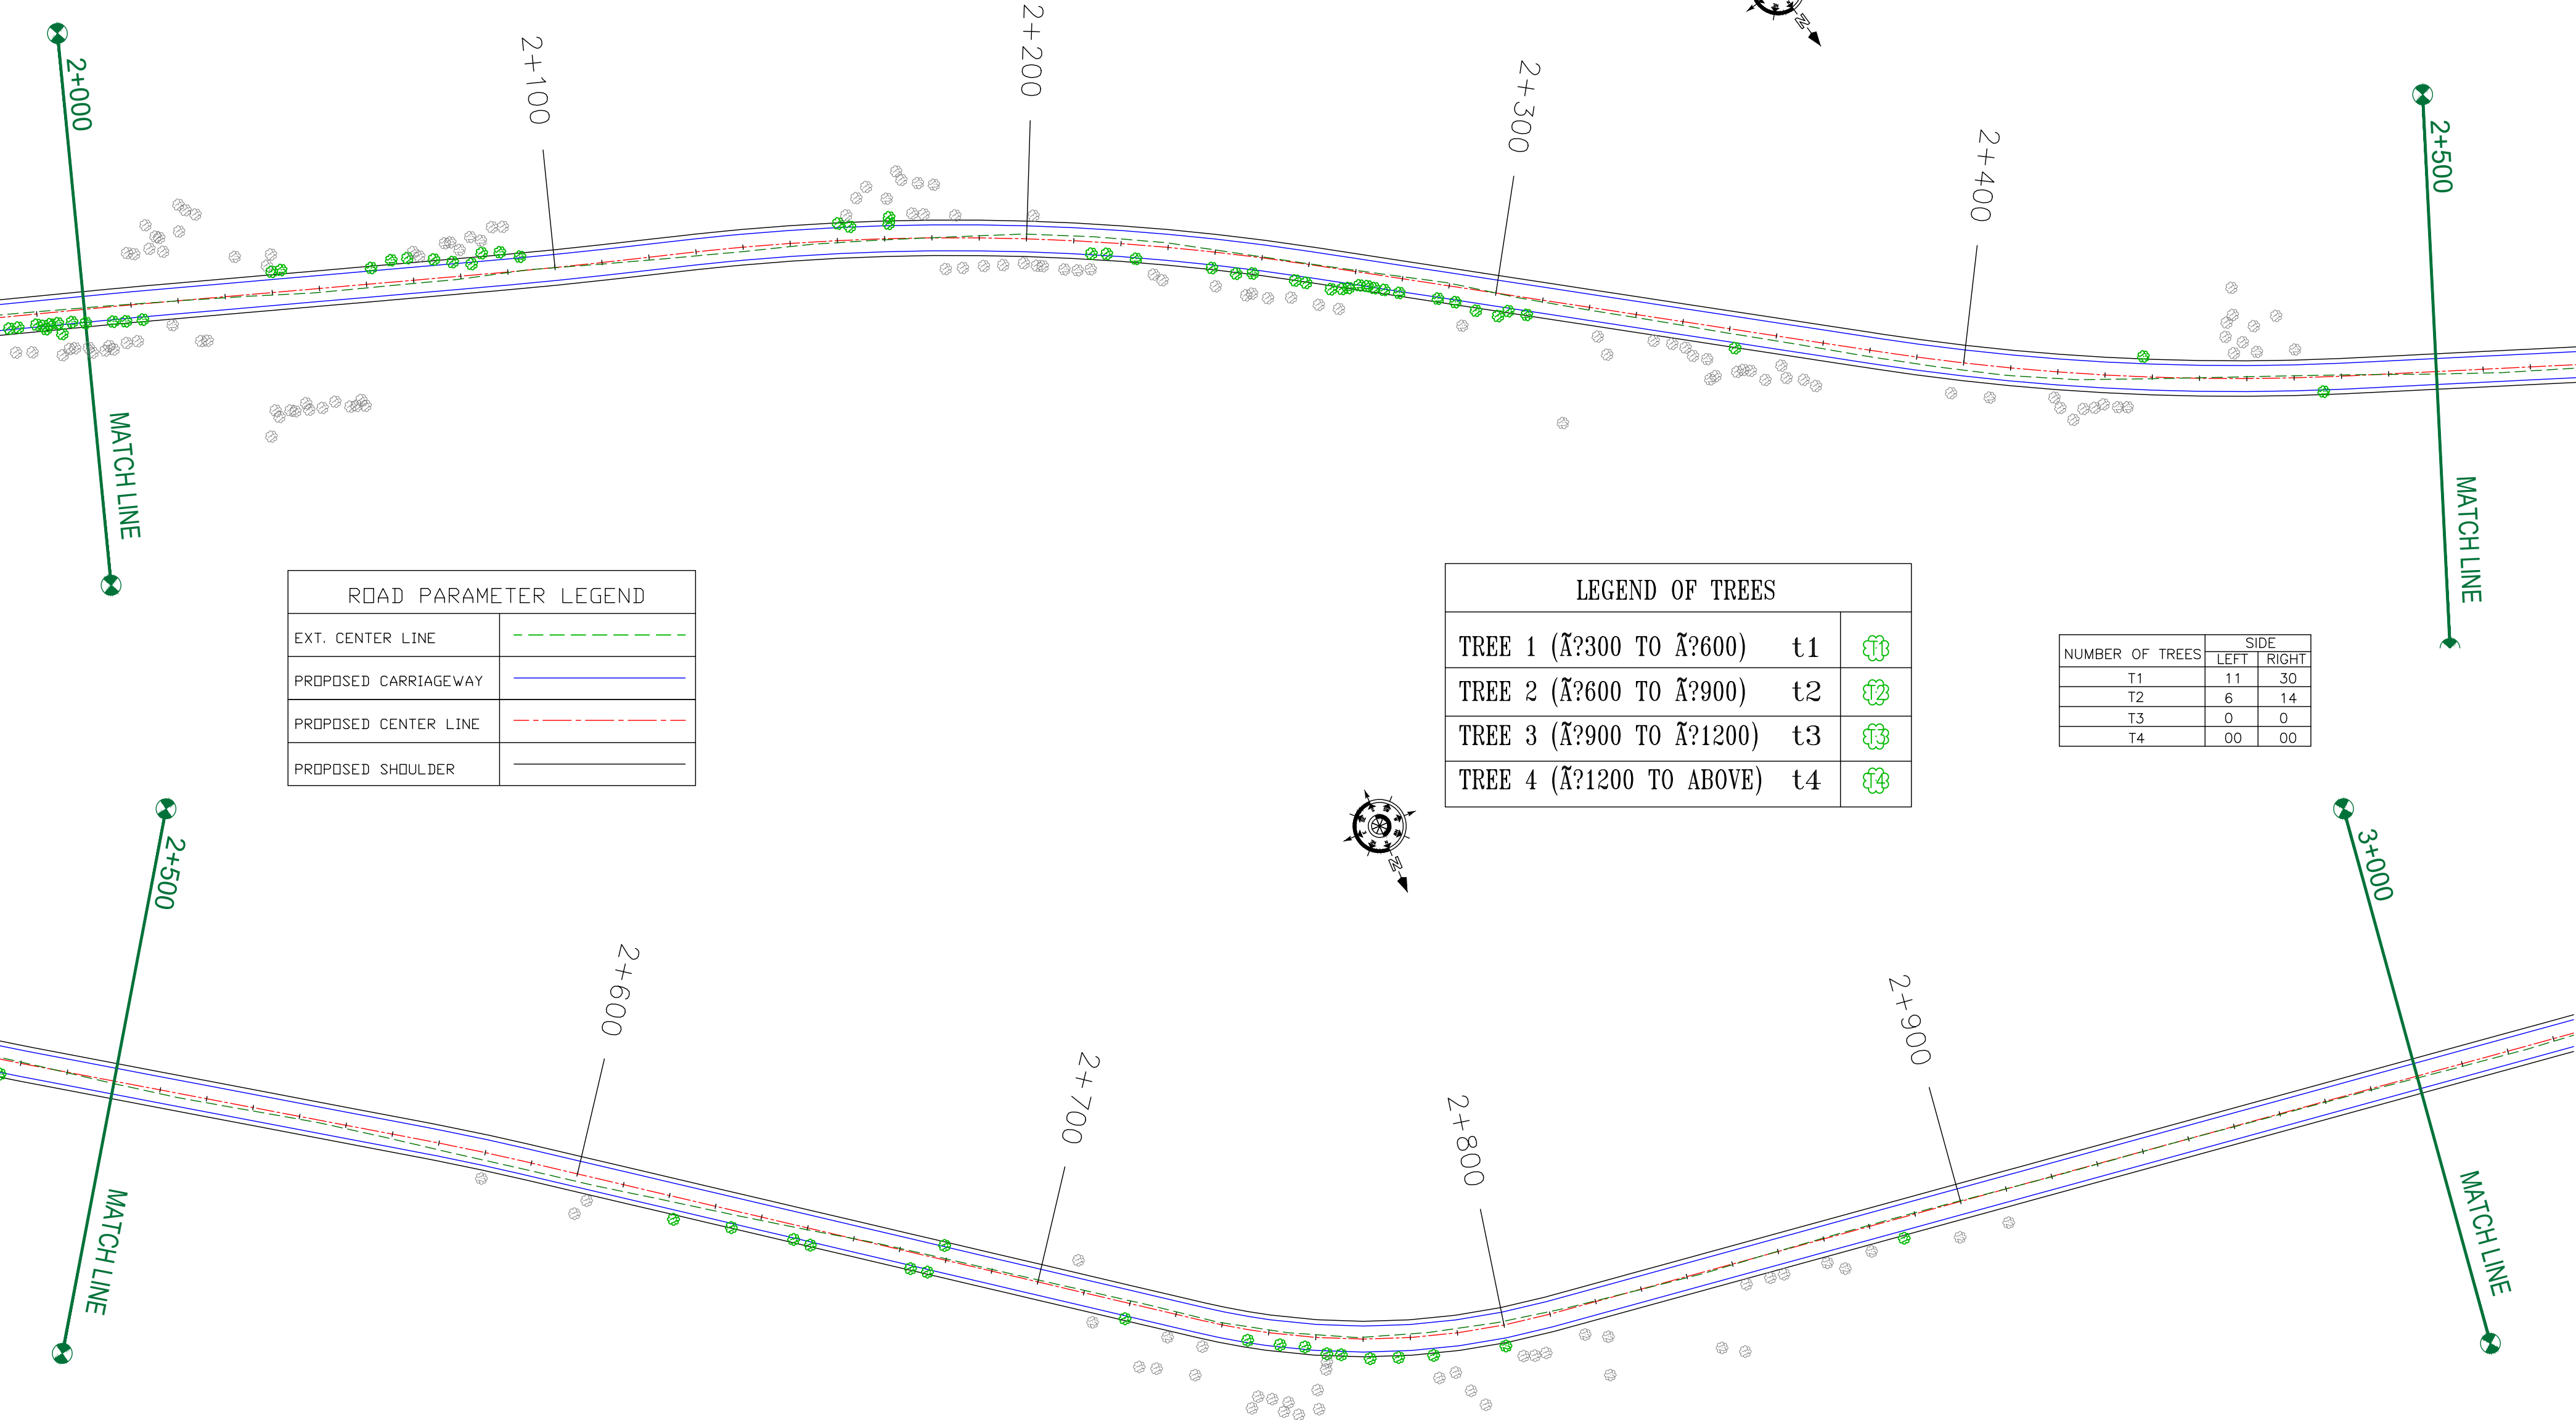 N
2+000
2+100
2+200
2+300
2+400
2+500
MATCH LINE
MATCH LINE
ROAD PARAMETER LEGEND
EXT. CENTER LINE
PROPOSED CARRIAGEWAY
PROPOSED CENTER LINE
PROPOSED SHOULDER
LEGEND OF TREES
TREE 1 (Ã?300 TO Ã?600) t1 T1
TREE 2 (Ã?600 TO Ã?900) t2 T2
TREE 3 (Ã?900 TO Ã?1200) t3 T3
TREE 4 (Ã?1200 TO ABOVE) t4 T4
NUMBER OF TREES SIDE
LEFT RIGHT
T1 11 30
T2 6 14
T3 0 0
T4 00 00
N
2+500
2+600
2+700
2+800
2+900
3+000
MATCH LINE
MATCH LINE